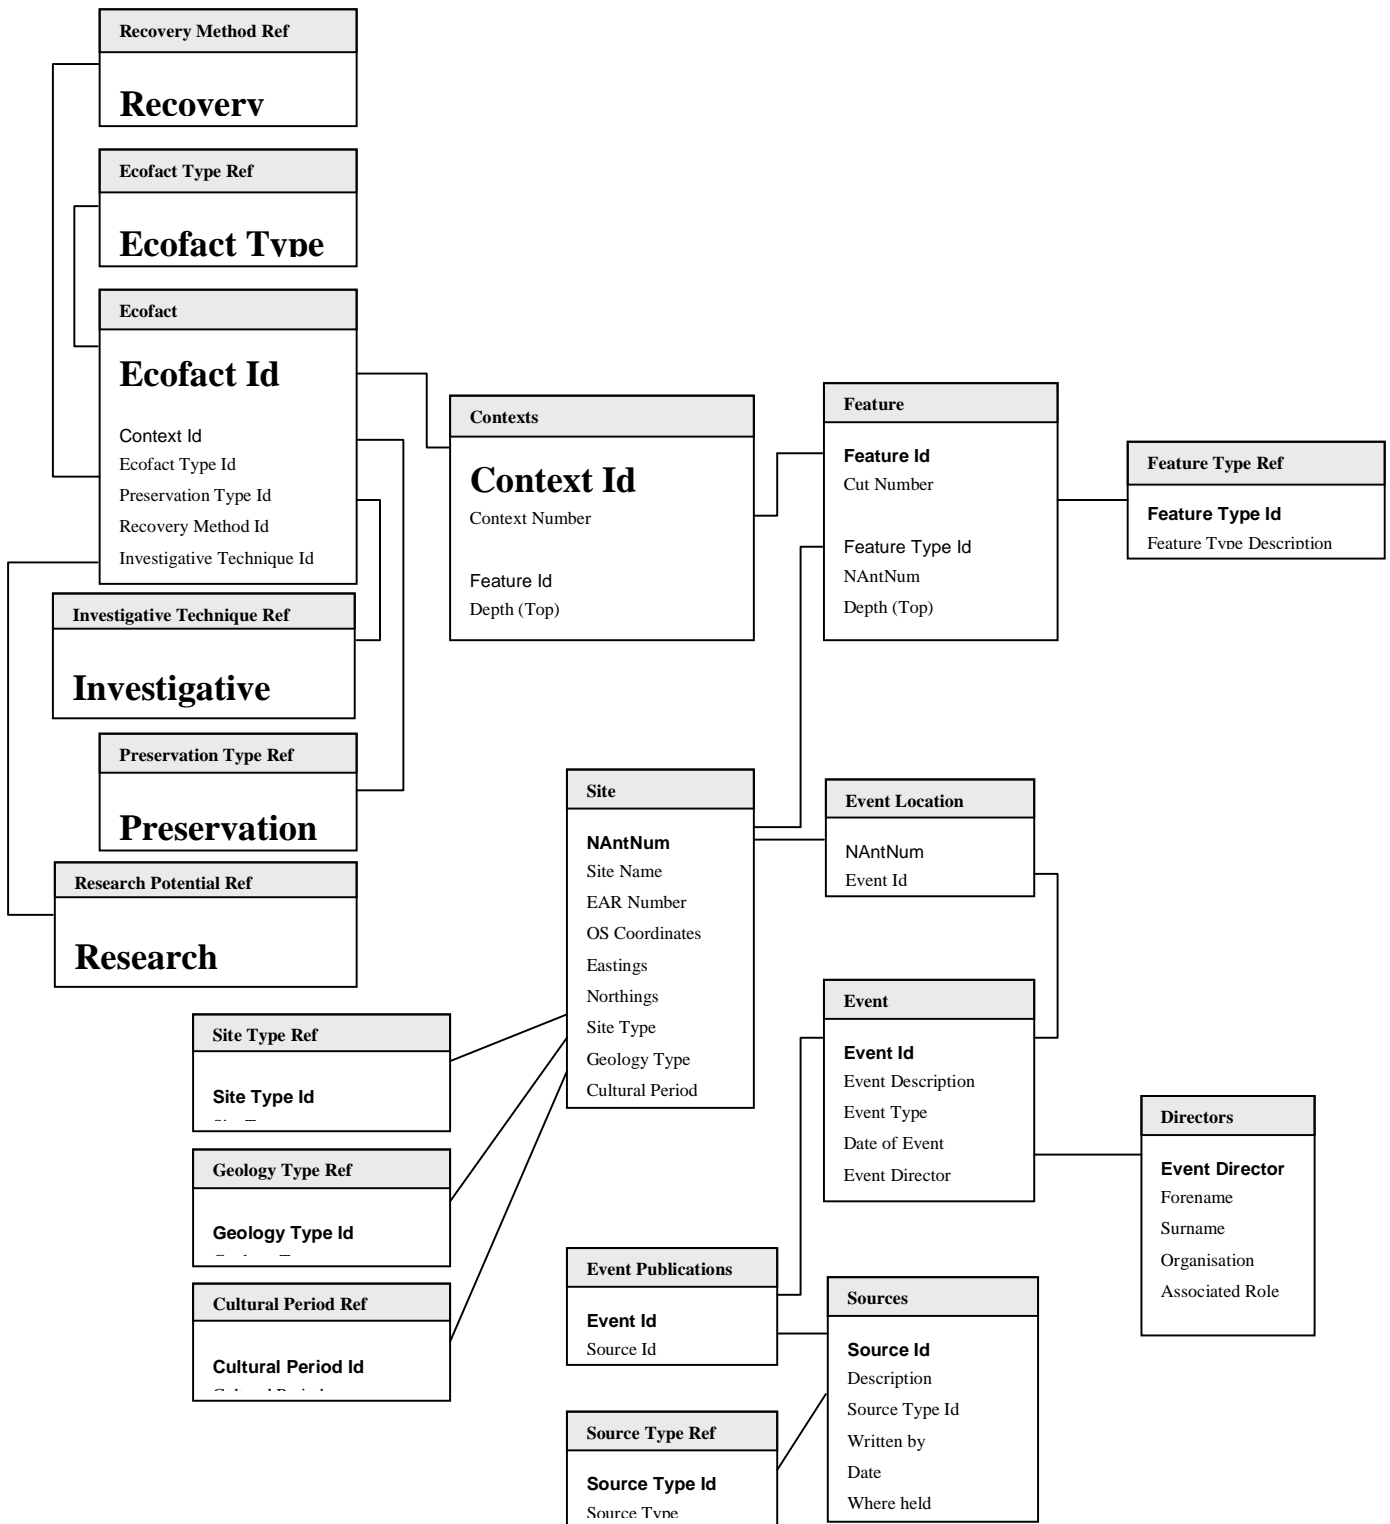 Recovery Method Ref
Recovery
Ecofact Type Ref
Ecofact Type
Ecofact
Ecofact Id
Context Id
Ecofact Type Id
Preservation Type Id
Recovery Method Id
Investigative Technique Id
Investigative Technique Ref
Investigative
Preservation Type Ref
Preservation
Research Potential Ref
Research
Contexts
Context Id
Context Number
Feature Id
Depth (Top)
Feature
Feature Id
Cut Number
Feature Type Id
NAntNum
Depth (Top)
Feature Type Ref
Feature Type Id
Feature Type Description
Site
NAntNum
Site Name
EAR Number
OS Coordinates
Eastings
Northings
Site Type
Geology Type
Cultural Period
Event Location
NAntNum
Event Id
Site Type Ref
Site Type Id
Geology Type Ref
Geology Type Id
Cultural Period Ref
Cultural Period Id
Event
Event Id
Event Description
Event Type
Date of Event
Event Director
Directors
Event Director
Forename
Surname
Organisation
Associated Role
Event Publications
Event Id
Source Id
Sources
Source Id
Description
Source Type Id
Written by
Date
Where held
Source Type Ref
Source Type Id
Source Type